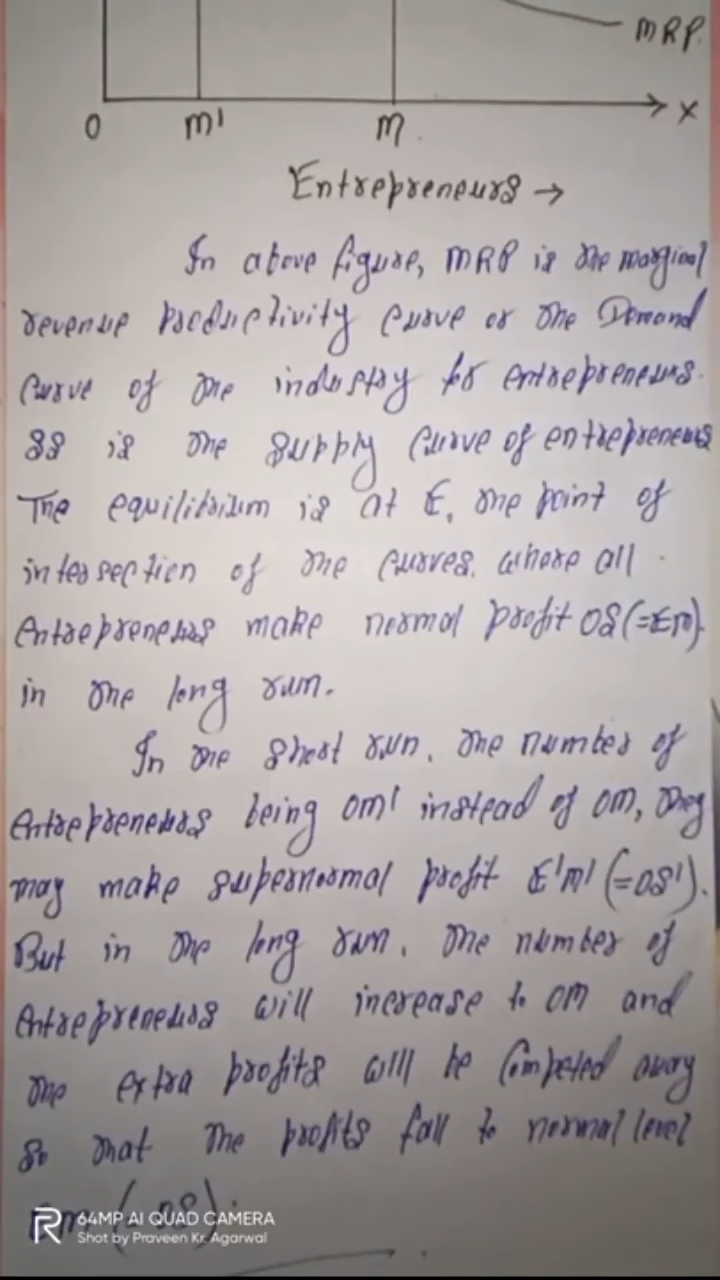 MRP.
X
O M' M
Entrepreneurs →
In above figure, MRP is the marginal
revenue productivity curve or the Demand
curve of the industry for entrepreneurs.
SS is the supply curve of entrepreneurs
The equilibrium is at E, the point of
intersection of the curves, where all
entrepreneurs make normal profit OS (=EM)
in the long run.
In the short run, the number of
entrepreneurs being OM' instead of OM, they
may make supernormal profit E'M' (=OS').
But in the long run, the number of
entrepreneurs will increase to OM and
the extra profits will be competed away
so that the profits fall to normal level
(=OS).
64MP AI QUAD CAMERA
Shot by Praveen Kr. Agarwal